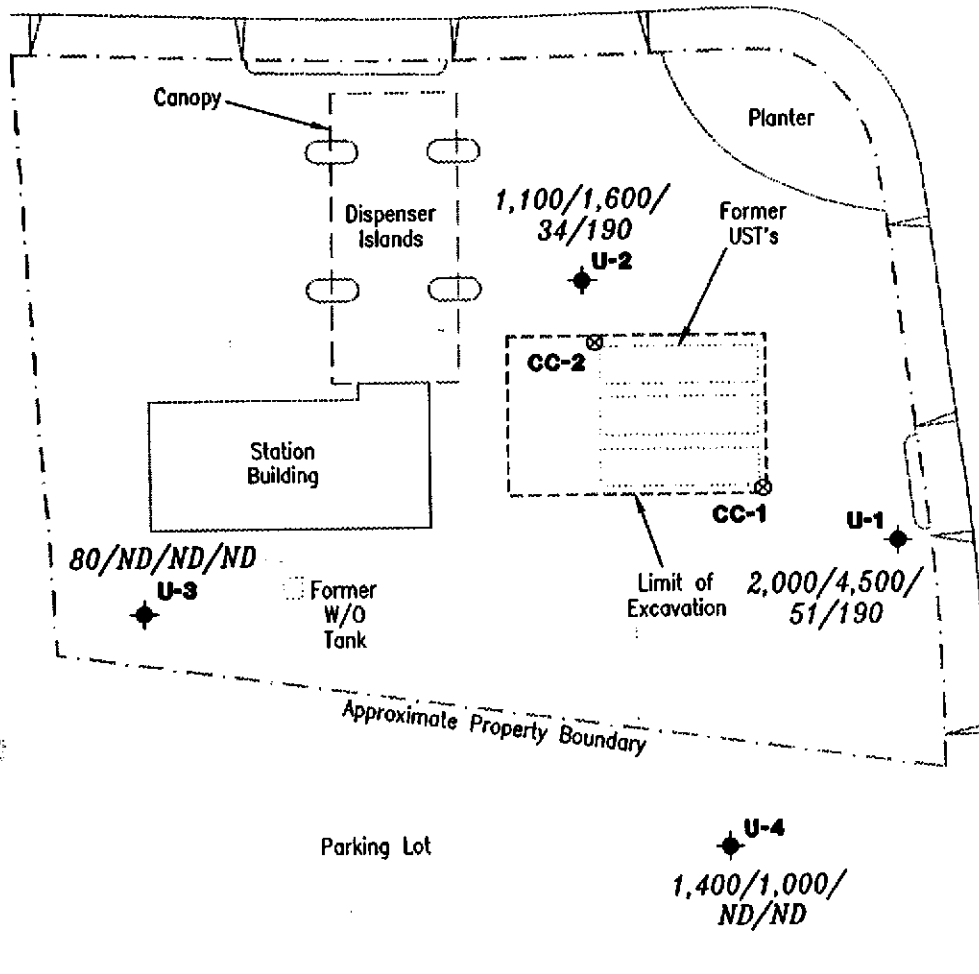 Canopy
Planter
1,100/1,600/
34/190
Dispenser
Islands
Former
UST's
U-2
CC-2
Station
Building
CC-1
U-1
80/ND/ND/ND
U-3
Former
W/O
Tank
Limit of
Excavation
2,000/4,500/
51/190
Approximate Property Boundary
Parking Lot
U-4
1,400/1,000/
ND/ND